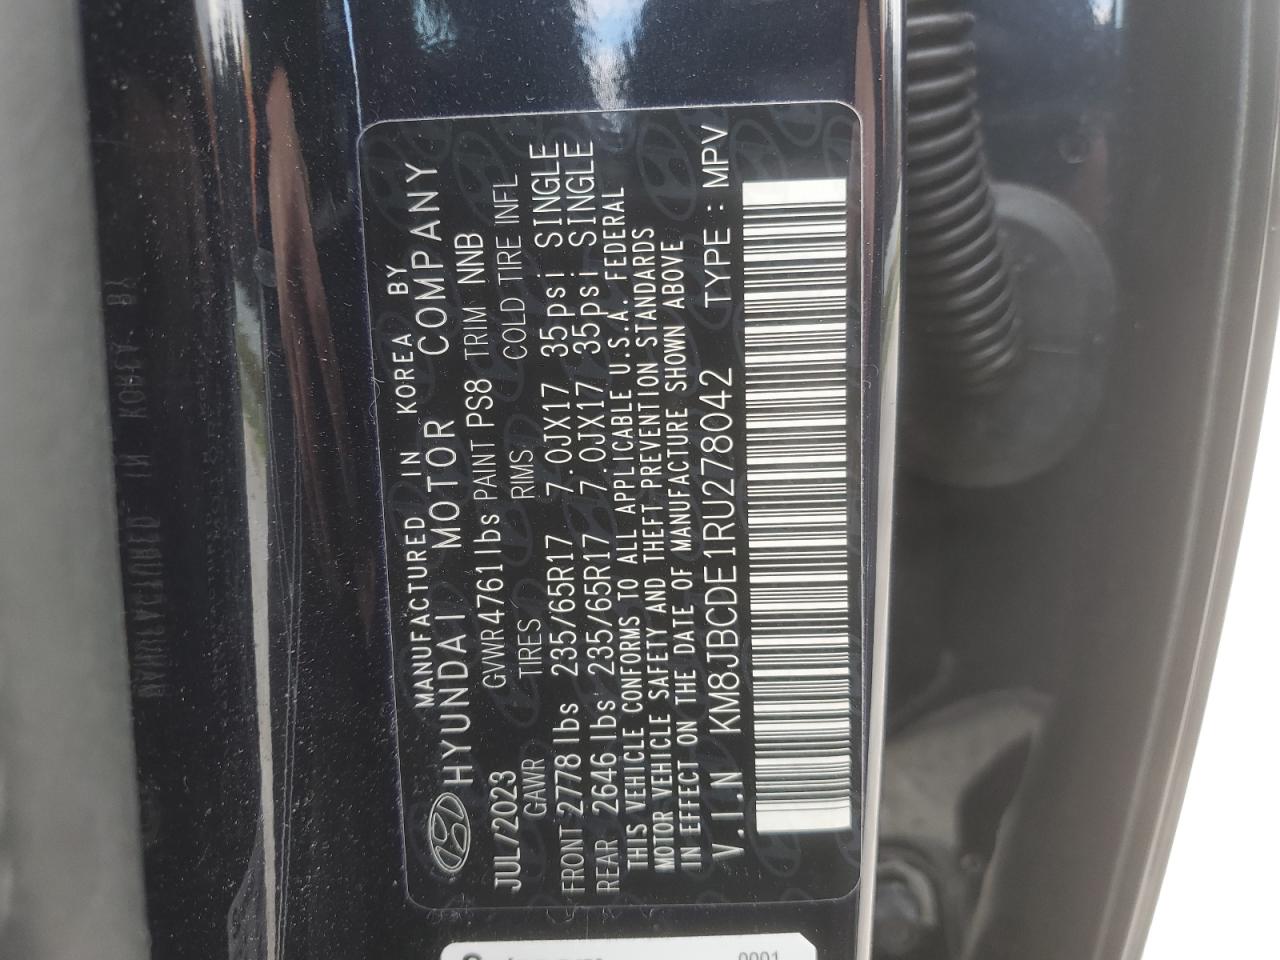 MANUFACTURED IN KOREA BY
HYUNDAI MOTOR COMPANY
JUL/2023 GVWR4761lbs PAINT PS8 TRIM NNB
GAWR TIRES RIMS COLD TIRE INFL
FRONT 2778 lbs 235/65R17 7.0JX17 35psi SINGLE
REAR 2646 lbs 235/65R17 7.0JX17 35psi SINGLE
THIS VEHICLE CONFORMS TO ALL APPLICABLE U.S.A. FEDERAL
MOTOR VEHICLE SAFETY AND THEFT PREVENTION STANDARDS
IN EFFECT ON THE DATE OF MANUFACTURE SHOWN ABOVE
V.I.N KM8JBCDE1RU278042 TYPE : MPV
0001